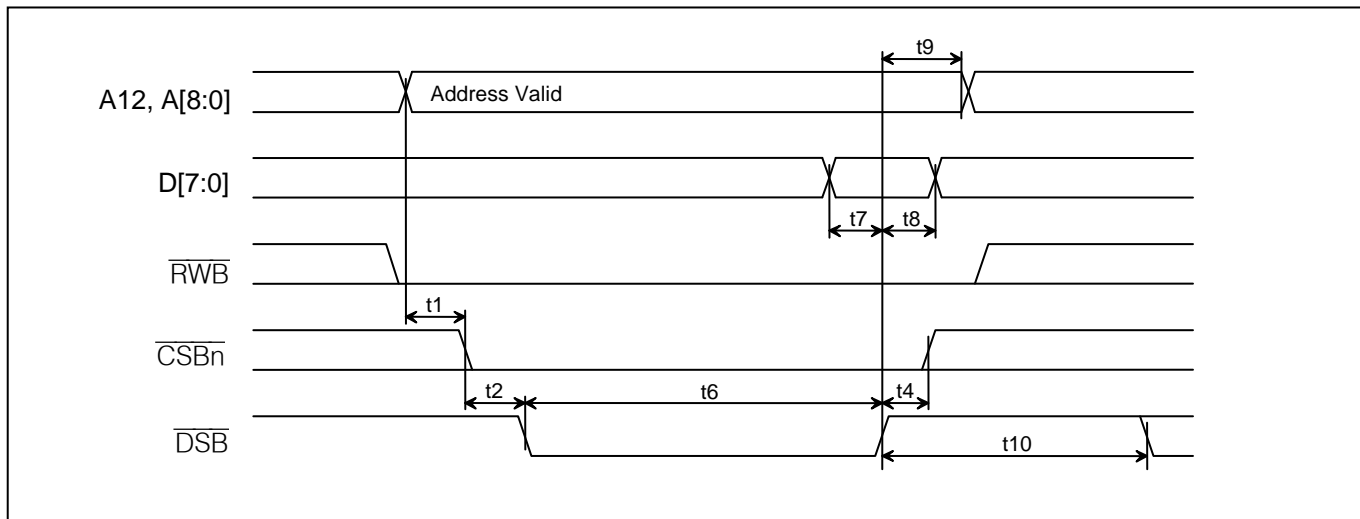 t9
A12, A[8:0]
Address Valid
D[7:0]
t7
t8
RWB
t1
CSBn
t2
t6
t4
DSB
t10